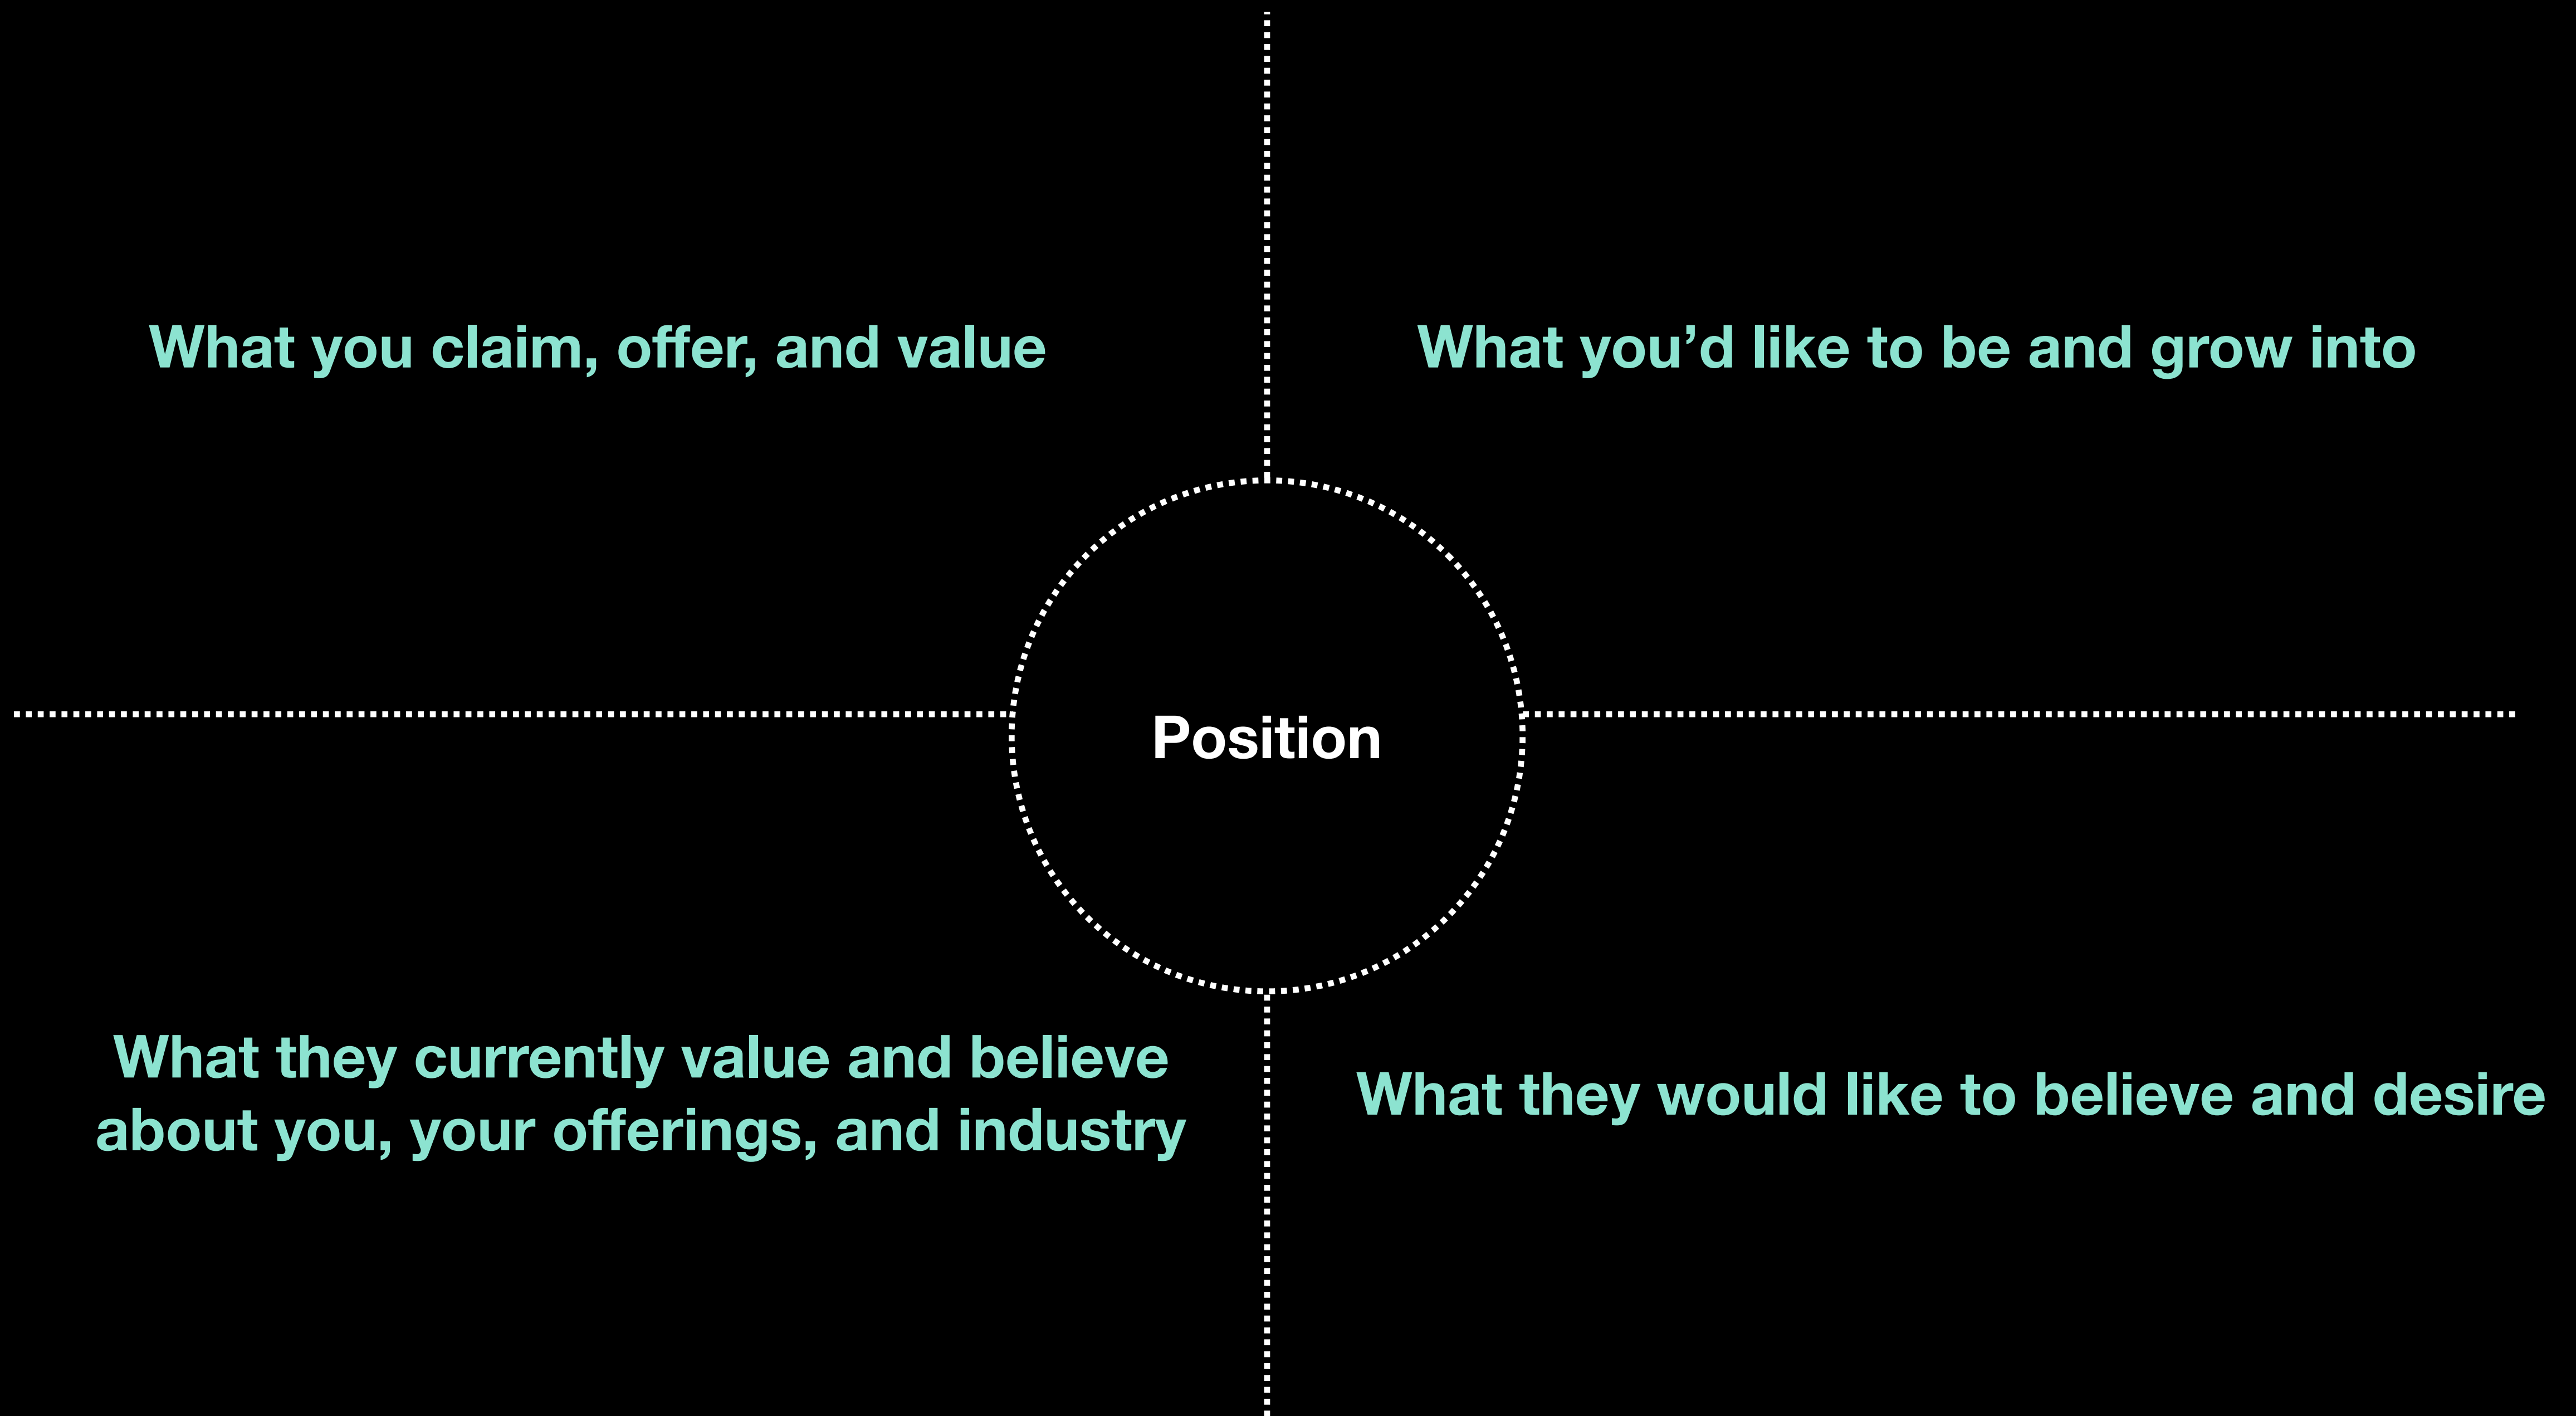 What you claim, offer, and value
What you’d like to be and grow into
Position
What they currently value and believe
about you, your offerings, and industry
What they would like to believe and desire